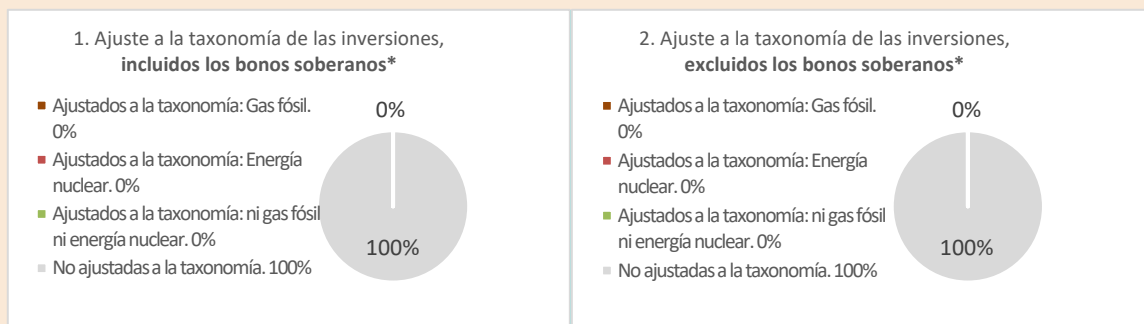 1. Ajuste a la taxonomía de las inversiones,
incluidos los bonos soberanos*
Ajustados a la taxonomía: Gas fósil.
0%
Ajustados a la taxonomía: Energía
nuclear. 0%
Ajustados a la taxonomía: ni gas fósil
ni energía nuclear. 0%
No ajustadas a la taxonomía. 100%
0%
100%
2. Ajuste a la taxonomía de las inversiones,
excluidos los bonos soberanos*
Ajustados a la taxonomía: Gas fósil.
0%
Ajustados a la taxonomía: Energía
nuclear. 0%
Ajustados a la taxonomía: ni gas fósil
ni energía nuclear. 0%
No ajustadas a la taxonomía. 100%
0%
100%